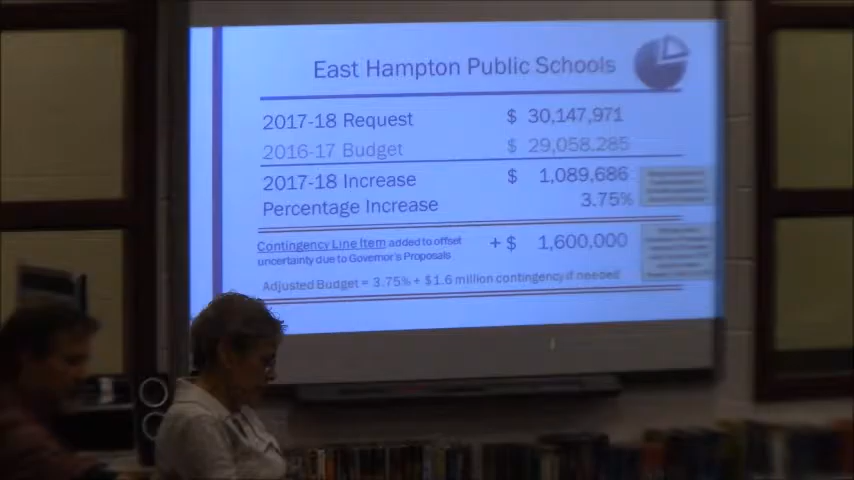 East Hampton Public Schools
2017-18 Request $ 30,147,971
2016-17 Budget $ 29,058,285
2017-18 Increase $ 1,089,686
Percentage Increase 3.75%
Contingency Line Item added to offset + $ 1,600,000
uncertainty due to Governor's Proposals
Adjusted Budget = 3.75% + $1.6 million contingency if needed